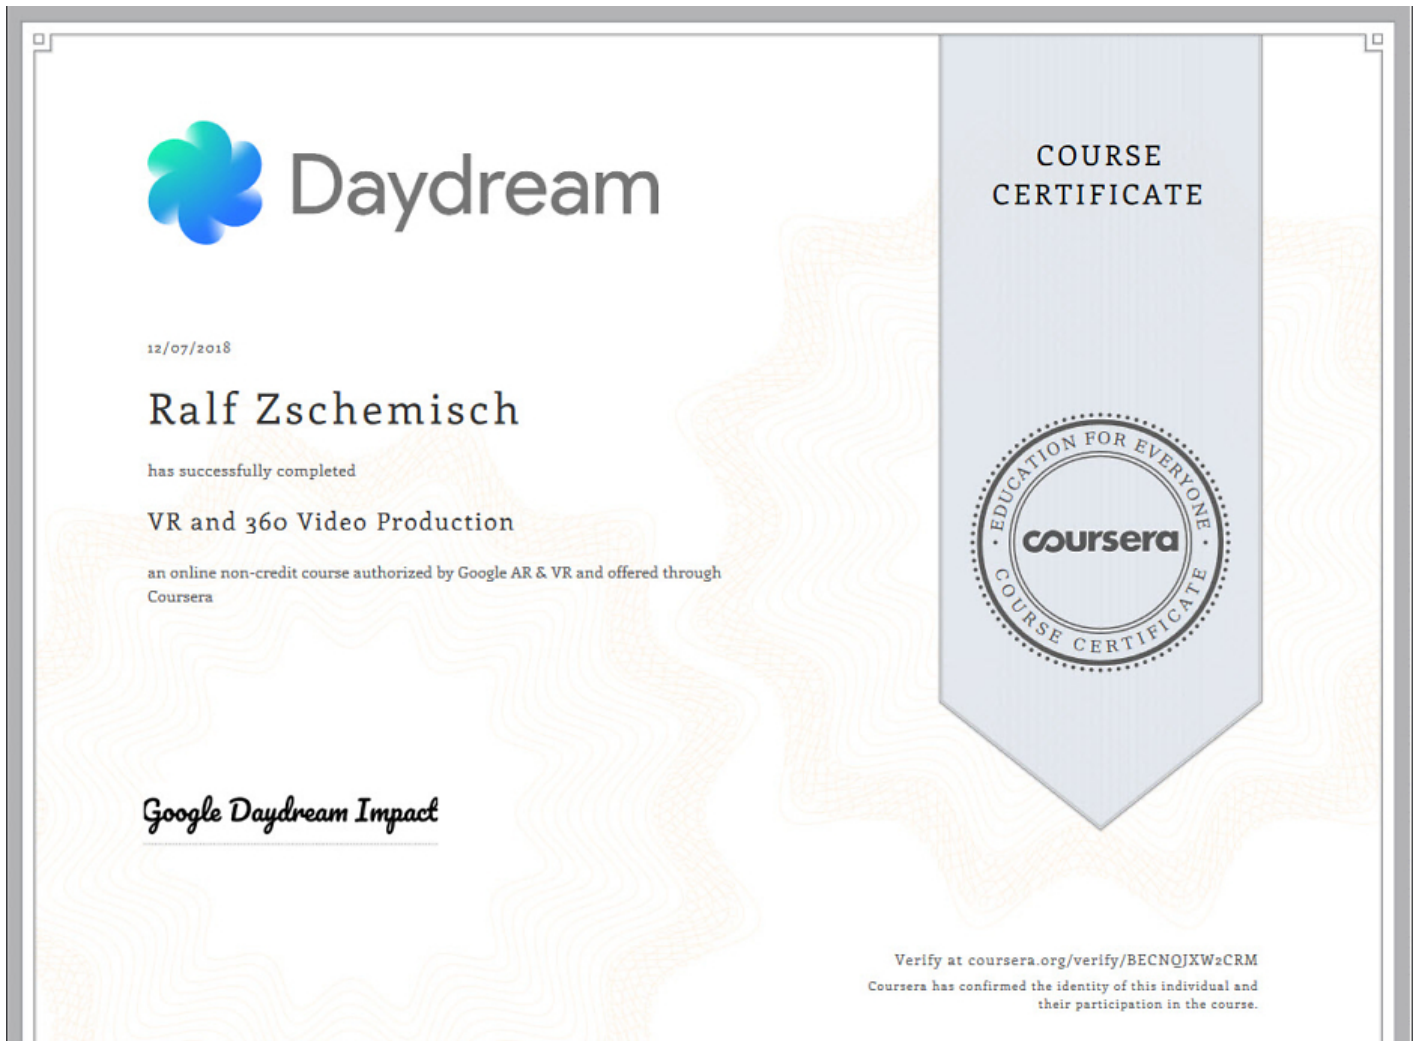 Daydream
12/07/2018
Ralf Zschemisch
has successfully completed
VR and 360 Video Production
an online non-credit course authorized by Google AR & VR and offered through
Coursera
Google Daydream Impact
COURSE
CERTIFICATE
EDUCATION FOR EVERYONE
coursera
COURSE CERTIFICATE
Verify at coursera.org/verify/BECNQJXW2CRM
Coursera has confirmed the identity of this individual and
their participation in the course.